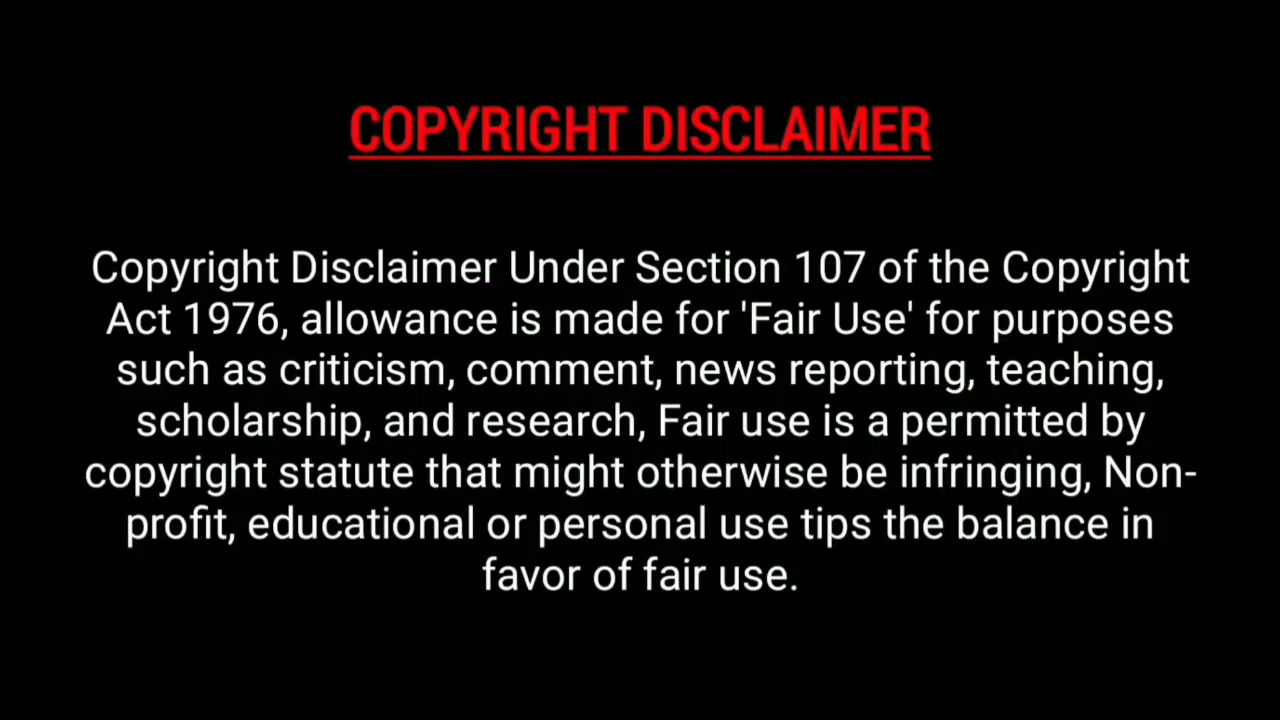 COPYRIGHT DISCLAIMER
Copyright Disclaimer Under Section 107 of the Copyright
Act 1976, allowance is made for 'Fair Use' for purposes
such as criticism, comment, news reporting, teaching,
scholarship, and research, Fair use is a permitted by
copyright statute that might otherwise be infringing, Non-
profit, educational or personal use tips the balance in
favor of fair use.